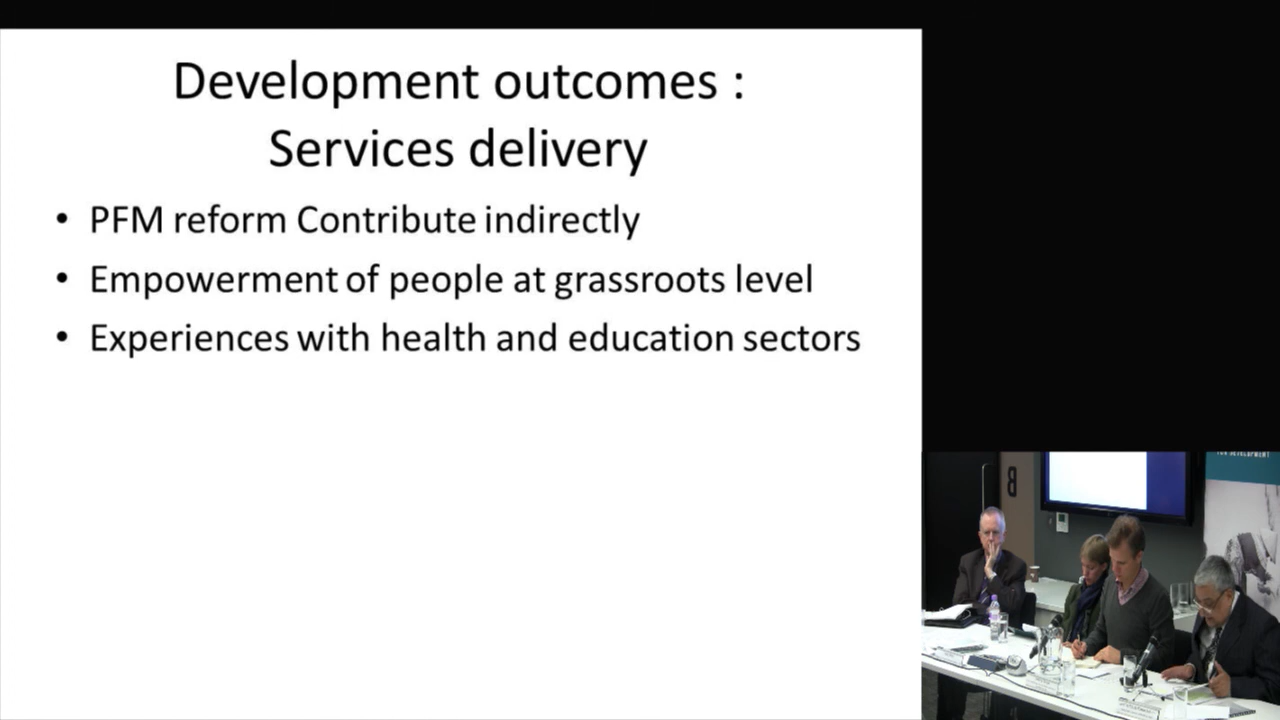 Development outcomes :
Services delivery
• PFM reform Contribute indirectly
• Empowerment of people at grassroots level
• Experiences with health and education sectors
B